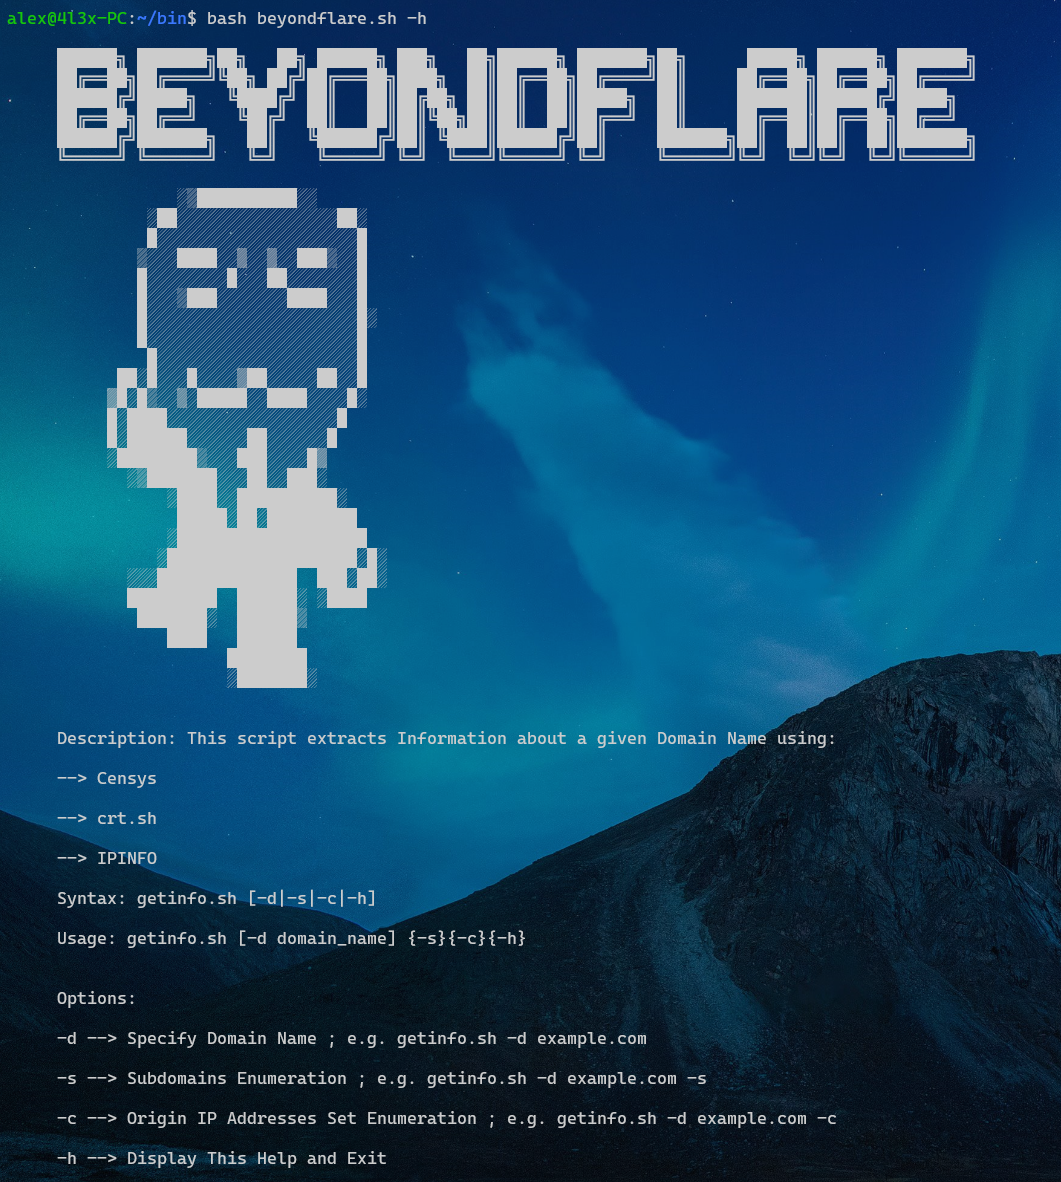 alex@4l3x-PC:~/bin$ bash beyondflare.sh -h
BEYONDFLARE
Description: This script extracts Information about a given Domain Name using:
--> Censys
--> crt.sh
--> IPINFO
Syntax: getinfo.sh [-d|-s|-c|-h]
Usage: getinfo.sh [-d domain_name] {-s}{-c}{-h}
Options:
-d --> Specify Domain Name ; e.g. getinfo.sh -d example.com
-s --> Subdomains Enumeration ; e.g. getinfo.sh -d example.com -s
-c --> Origin IP Addresses Set Enumeration ; e.g. getinfo.sh -d example.com -c
-h --> Display This Help and Exit